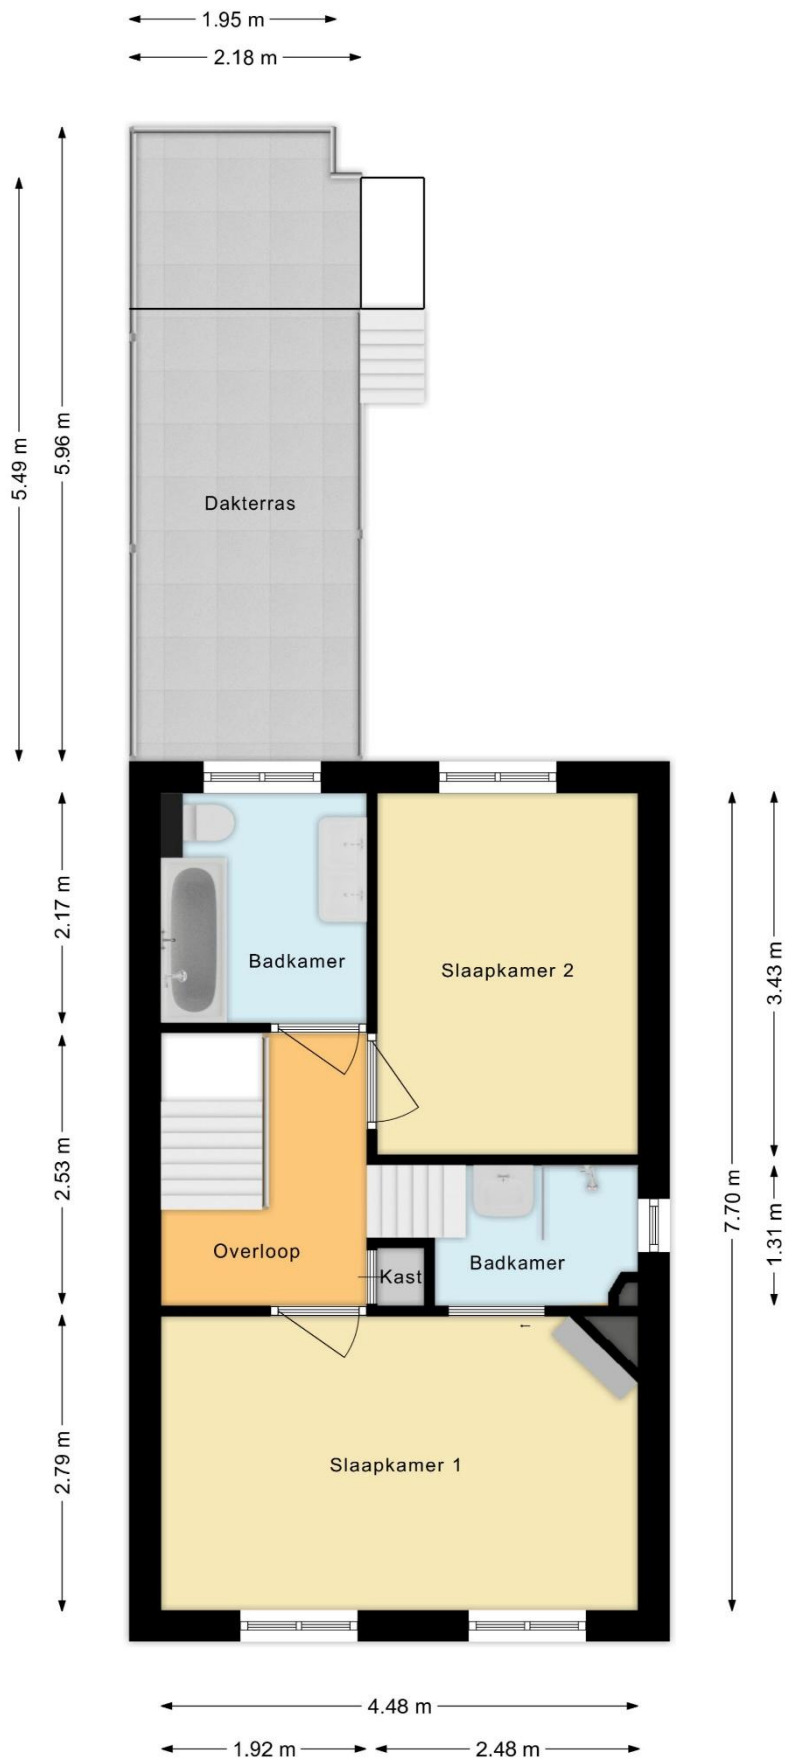 1.95 m
2.18 m
5.49 m
5.96 m
Dakterras
2.17 m
Badkamer
Slaapkamer 2
3.43 m
2.53 m
7.70 m
1.31 m
Overloop
Kast
Badkamer
2.79 m
Slaapkamer 1
4.48 m
1.92 m
2.48 m